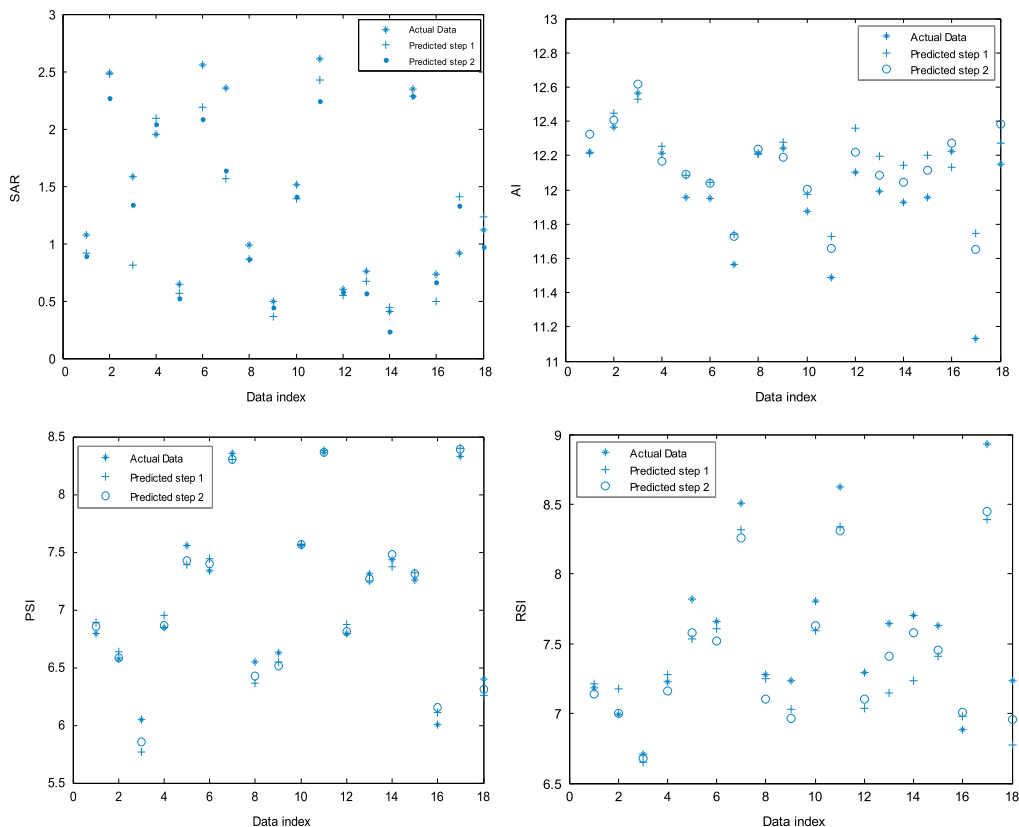 3
2.5
2
1.5
1
0.5
0
SAR
Actual Data
Predicted step 1
Predicted step 2
0 2 4 6 8 10 12 14 16 18
Data index
13
12.8
12.6
12.4
12.2
12
11.8
11.6
11.4
11.2
11
AI
Actual Data
Predicted step 1
Predicted step 2
0 2 4 6 8 10 12 14 16 18
Data index
8.5
8
7.5
7
6.5
6
5.5
PSI
Actual Data
Predicted step 1
Predicted step 2
0 2 4 6 8 10 12 14 16 18
Data index
9
8.5
8
7.5
7
6.5
RSI
Actual Data
Predicted step 1
Predicted step 2
0 2 4 6 8 10 12 14 16 18
Data index